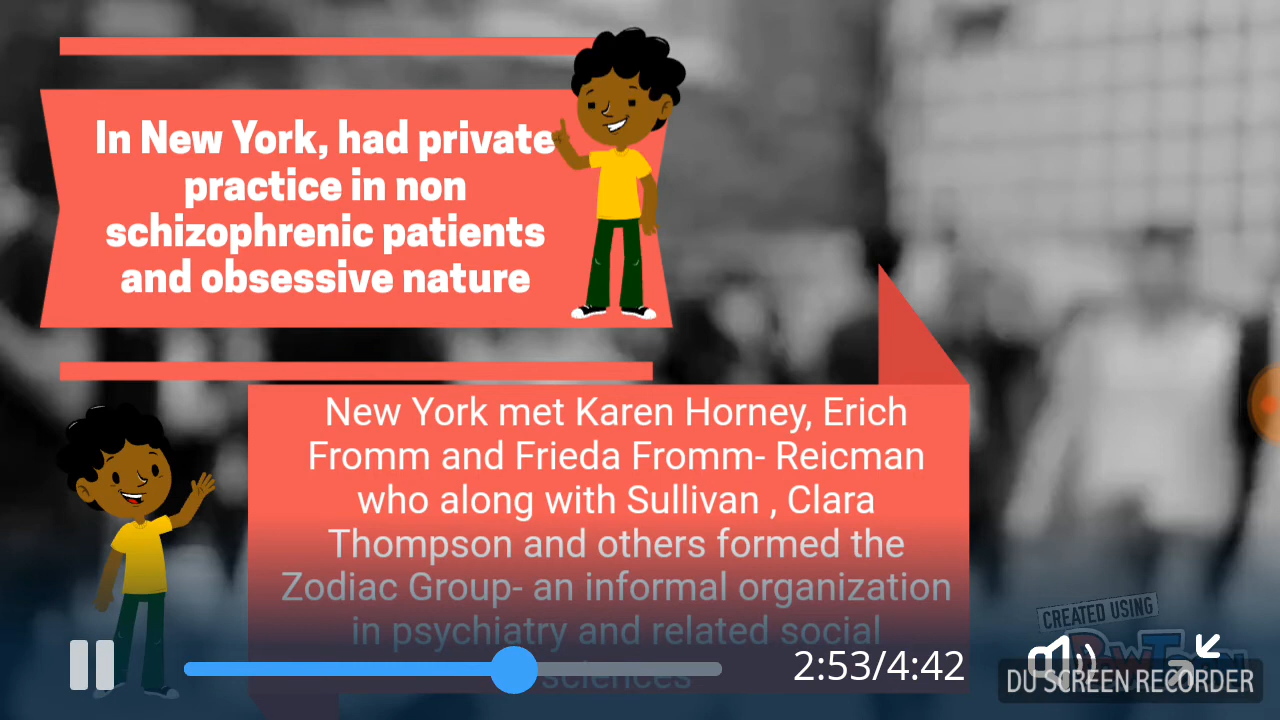 In New York, had private
practice in non
schizophrenic patients
and obsessive nature
New York met Karen Horney, Erich
Fromm and Frieda Fromm- Reicman
who along with Sullivan , Clara
Thompson and others formed the
Zodiac Group- an informal organization
in psychiatry and related social
sciences
2:53/4:42
CREATED USING
DU SCREEN RECORDER